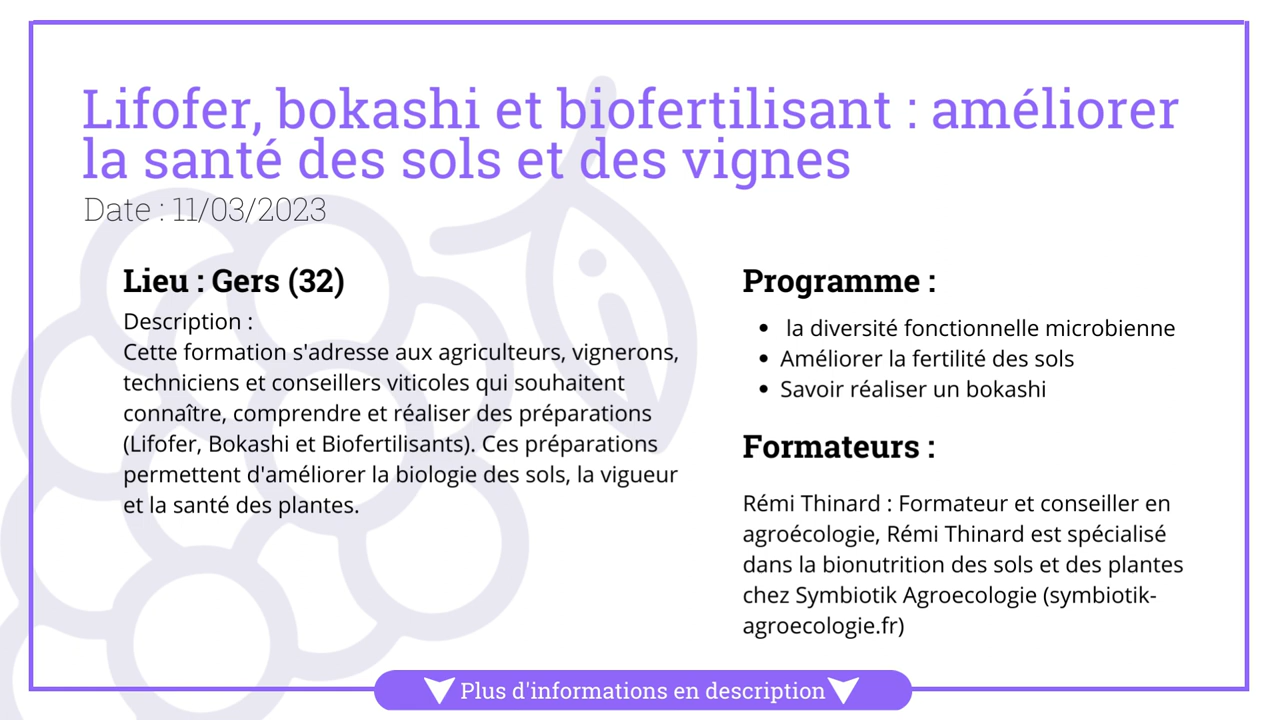 Lifofer, bokashi et biofertilisant : améliorer
la santé des sols et des vignes
Date : 11/03/2023
Lieu : Gers (32)
Description :
Cette formation s'adresse aux agriculteurs, vignerons,
techniciens et conseillers viticoles qui souhaitent
connaître, comprendre et réaliser des préparations
(Lifofer, Bokashi et Biofertilisants). Ces préparations
permettent d'améliorer la biologie des sols, la vigueur
et la santé des plantes.
Programme :
• la diversité fonctionnelle microbienne
• Améliorer la fertilité des sols
• Savoir réaliser un bokashi
Formateurs :
Rémi Thinard : Formateur et conseiller en
agroécologie, Rémi Thinard est spécialisé
dans la bionutrition des sols et des plantes
chez Symbiotik Agroecologie (symbiotik-
agroecologie.fr)
Plus d'informations en description